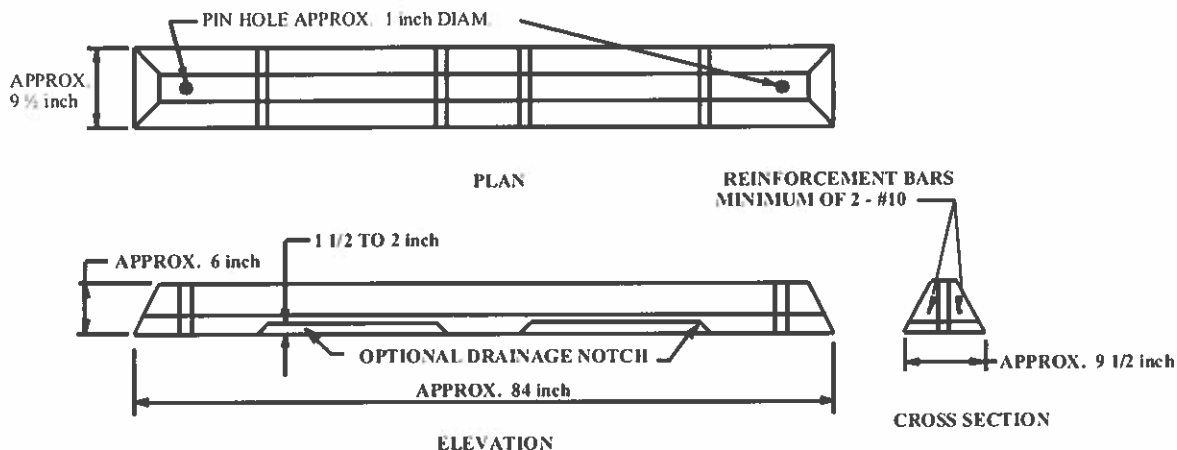 PIN HOLE APPROX. 1 inch DIAM.
APPROX.
9 ½ inch
PLAN
REINFORCEMENT BARS
MINIMUM OF 2 - #10
1 1/2 TO 2 inch
APPROX. 6 inch
OPTIONAL DRAINAGE NOTCH
APPROX. 9 1/2 inch
APPROX. 84 inch
CROSS SECTION
ELEVATION